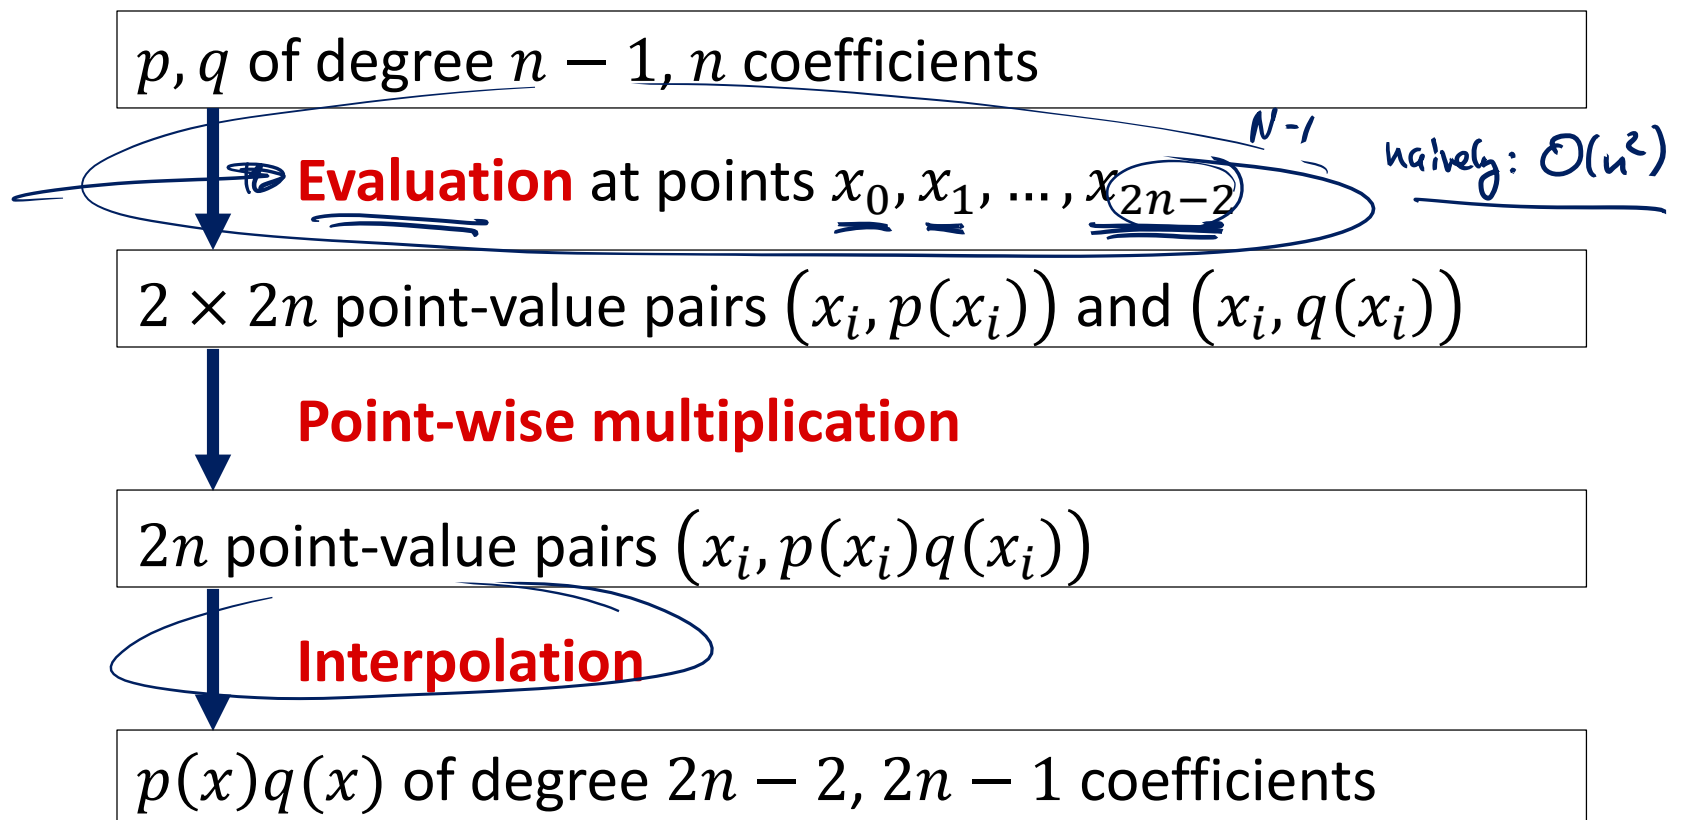 p, q of degree n − 1, n coefficients
N-1
Evaluation at points x₀, x₁, …, x₂ₙ₋₂
naively: O(n²)
2 × 2n point-value pairs (xᵢ, p(xᵢ)) and (xᵢ, q(xᵢ))
Point-wise multiplication
2n point-value pairs (xᵢ, p(xᵢ)q(xᵢ))
Interpolation
p(x)q(x) of degree 2n − 2, 2n − 1 coefficients